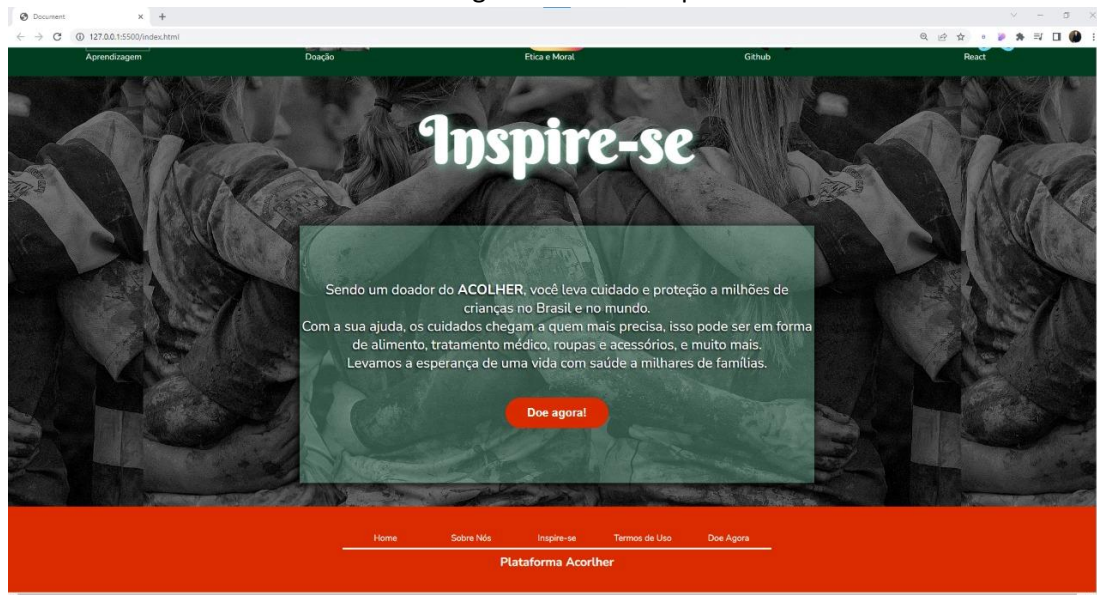 Document
127.0.0.1:5500/index.html
Aprendizagem Doação Etica e Moral Github React
Inspire-se
Sendo um doador do ACOLHER, você leva cuidado e proteção a milhões de
crianças no Brasil e no mundo.
Com a sua ajuda, os cuidados chegam a quem mais precisa, isso pode ser em forma
de alimento, tratamento médico, roupas e acessórios, e muito mais.
Levamos a esperança de uma vida com saúde a milhares de famílias.
Doe agora!
Home Sobre Nós Inspire-se Termos de Uso Doe Agora
Plataforma Acorlher